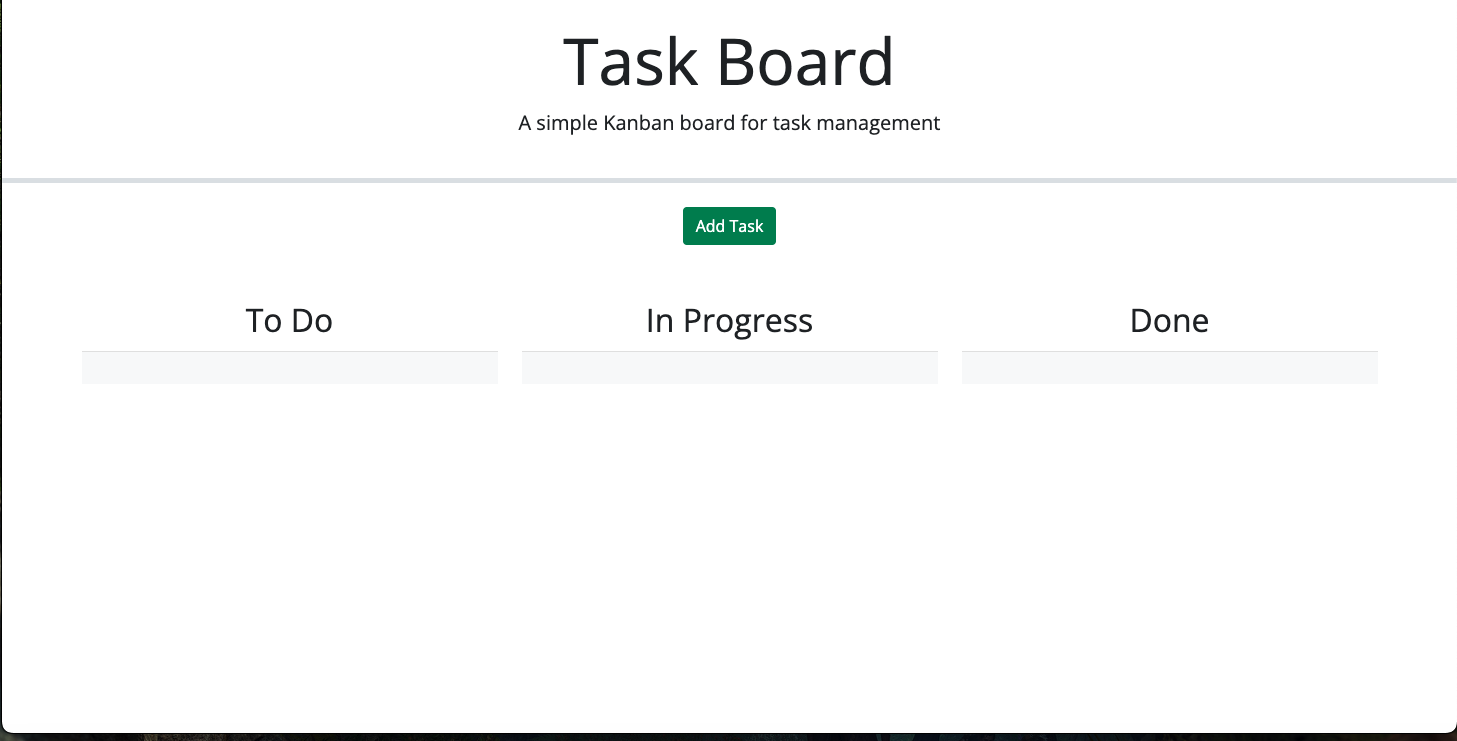 Task Board
A simple Kanban board for task management
Add Task
To Do
In Progress
Done